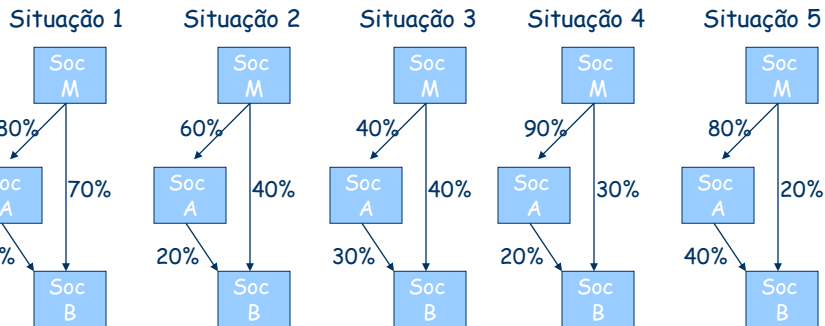 Situação 1
Situação 2
Situação 3
Situação 4
Situação 5
Soc
M
Soc
M
Soc
M
Soc
M
Soc
M
80%
60%
40%
90%
80%
A
Soc
A
Soc
A
Soc
A
Soc
A
70%
40%
40%
30%
20%
%
20%
30%
20%
40%
Soc
B
Soc
B
Soc
B
Soc
B
Soc
B